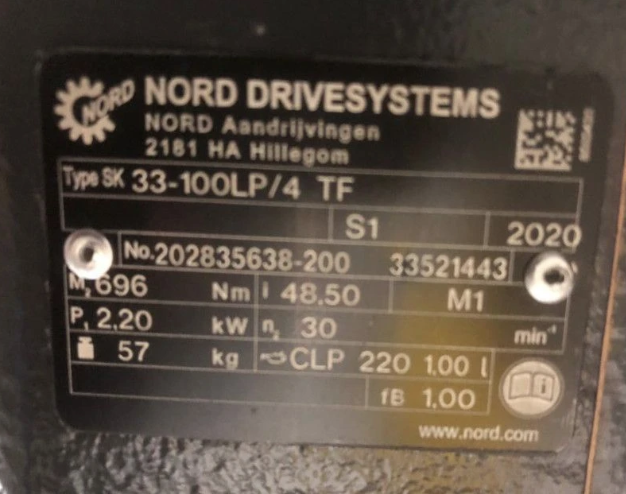 NORD
NORD DRIVESYSTEMS
NORD Aandrijvingen
2181 HA Hillegom
Type SK 33-100LP/4 TF
S1 2020
No. 202835638-200 33521443
M₂ 696 Nm i 48,50 M1
P₁ 2,20 kW n₂ 30 min⁻¹
57 kg CLP 220 1,00 l
fB 1,00
www.nord.com